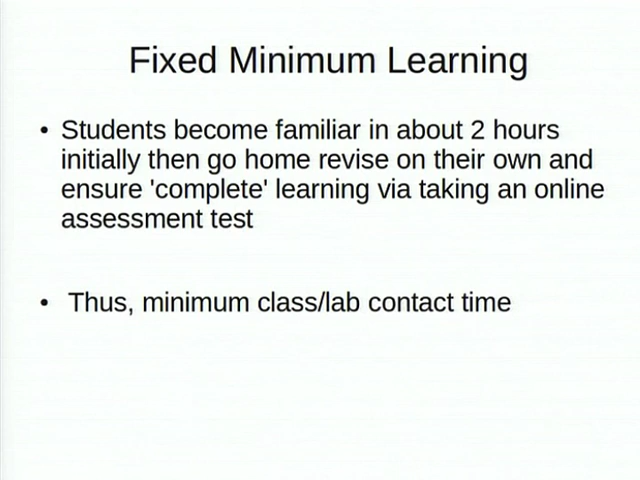 Fixed Minimum Learning
• Students become familiar in about 2 hours
initially then go home revise on their own and
ensure 'complete' learning via taking an online
assessment test
• Thus, minimum class/lab contact time